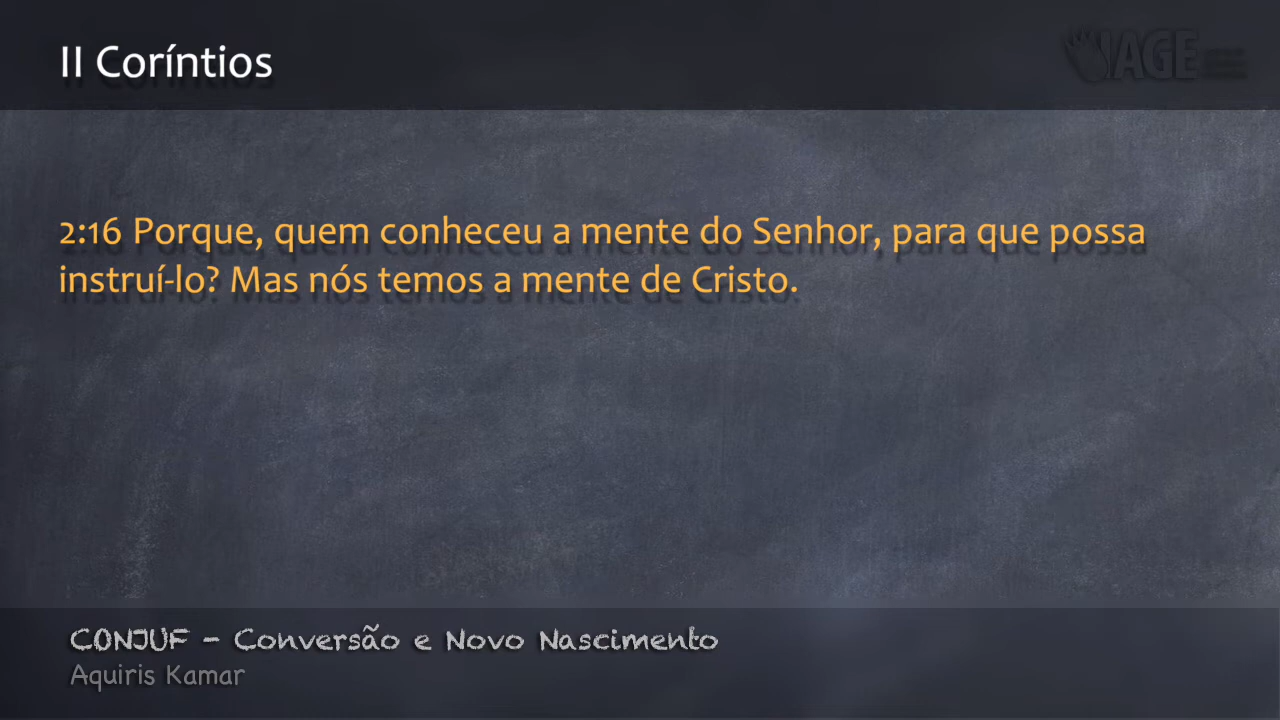 II Coríntios
IAGE
2:16 Porque, quem conheceu a mente do Senhor, para que possa
instruí-lo? Mas nós temos a mente de Cristo.
CONJUF - Conversão e Novo Nascimento
Aquiris Kamar